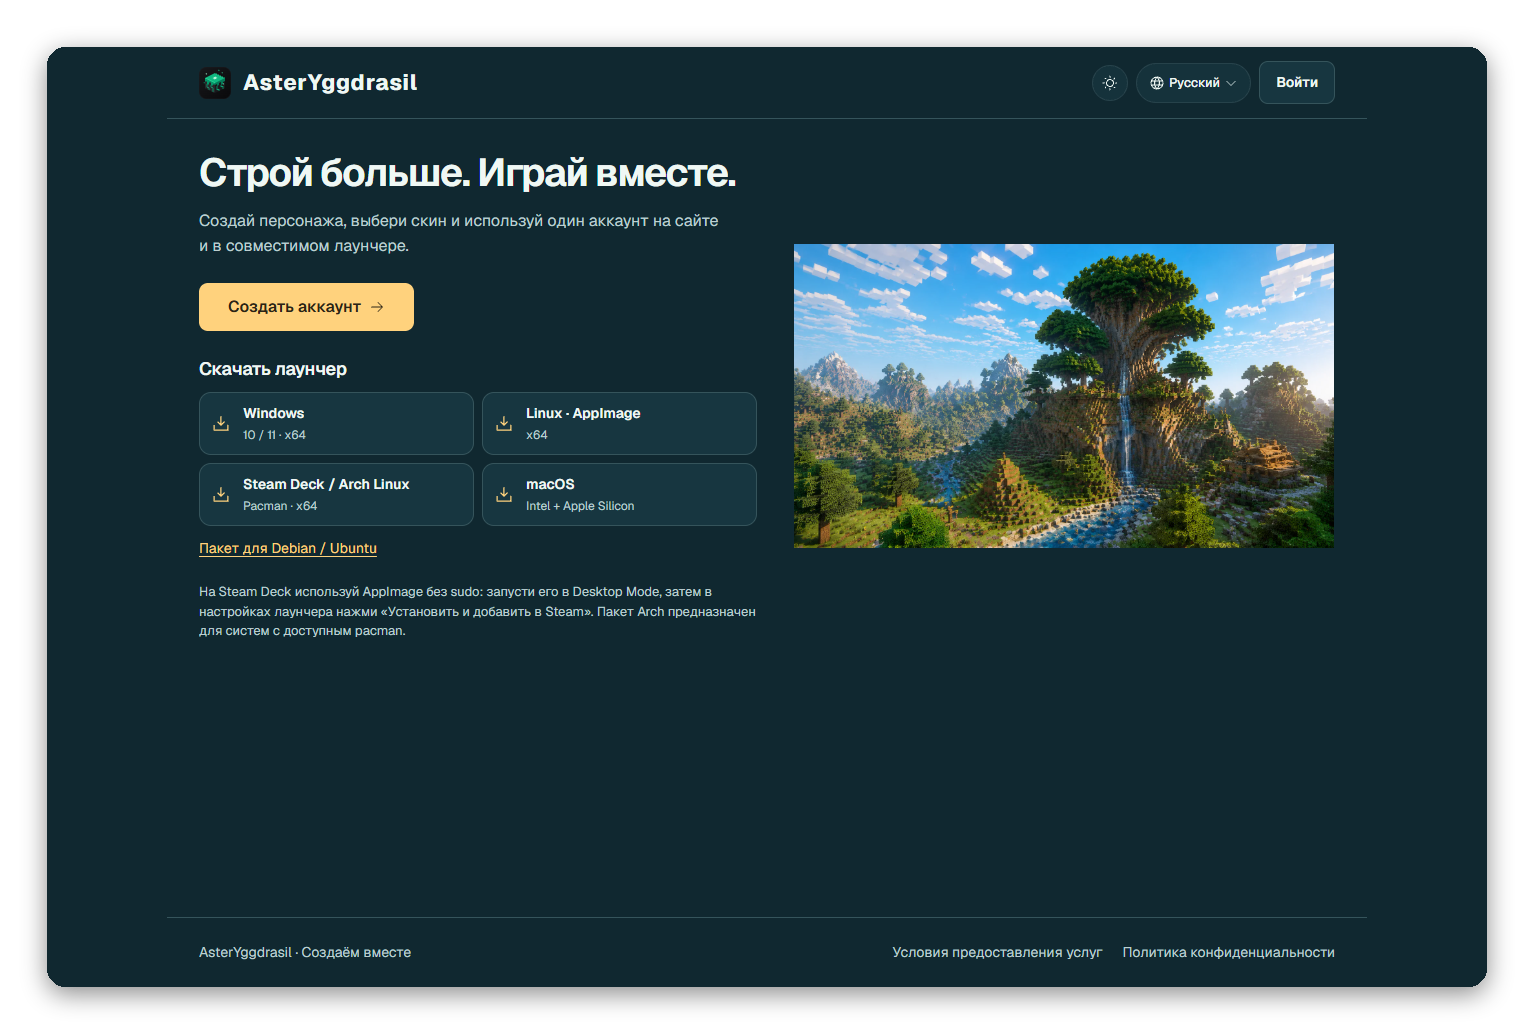 AsterYggdrasil
Русский
Войти
Строй больше. Играй вместе.
Создай персонажа, выбери скин и используй один аккаунт на сайте
и в совместимом лаунчере.
Создать аккаунт →
Скачать лаунчер
Windows
10 / 11 · x64
Linux · AppImage
x64
Steam Deck / Arch Linux
Pacman · x64
macOS
Intel + Apple Silicon
Пакет для Debian / Ubuntu
На Steam Deck используй AppImage без sudo: запусти его в Desktop Mode, затем в
настройках лаунчера нажми «Установить и добавить в Steam». Пакет Arch предназначен
для систем с доступным pacman.
AsterYggdrasil · Создаём вместе
Условия предоставления услуг
Политика конфиденциальности